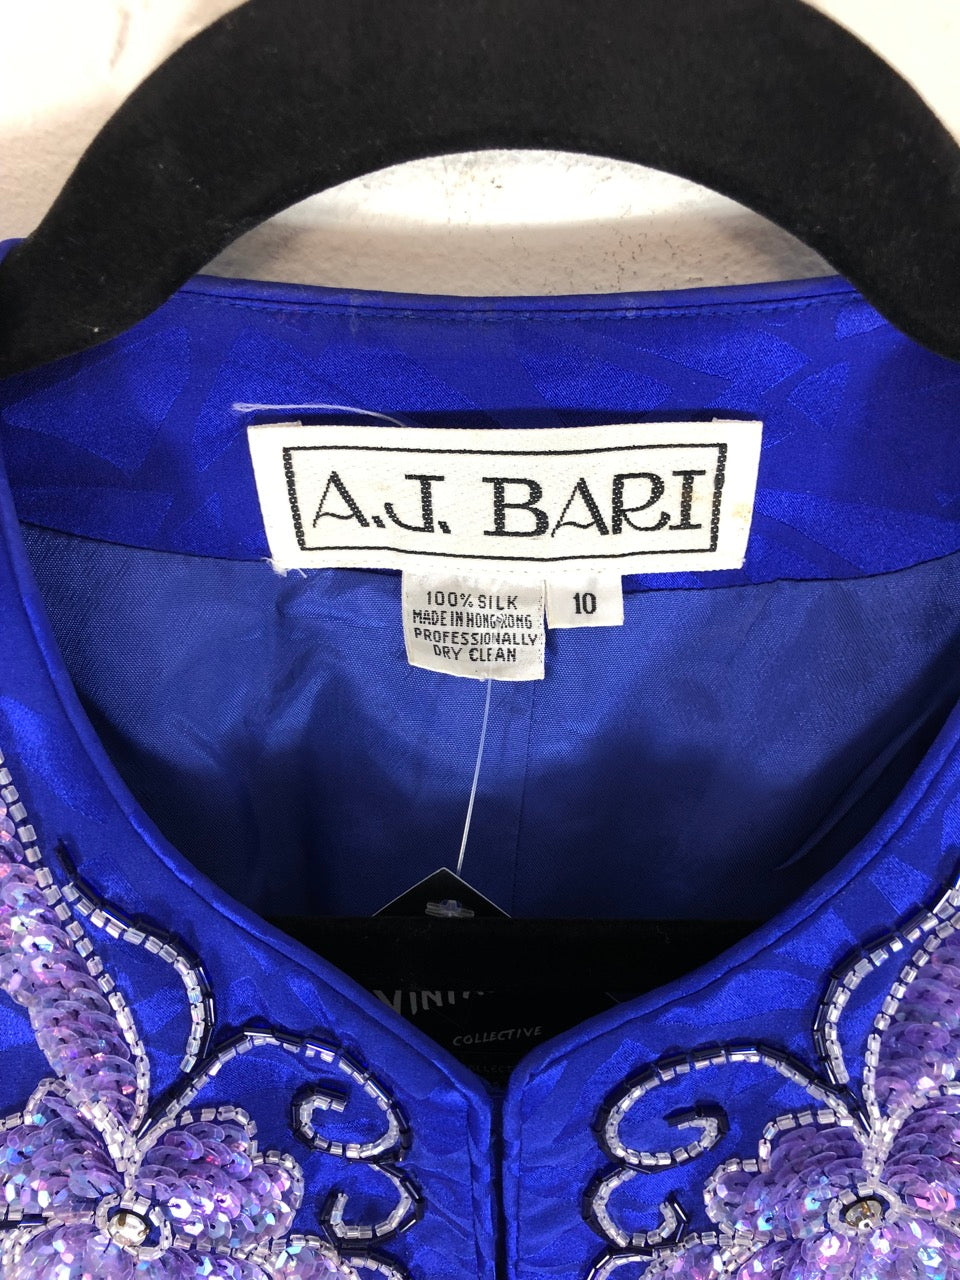 A.J. BARI
100% SILK
MADE IN HONG KONG
PROFESSIONALLY
DRY CLEAN
10
COLLECTIVE